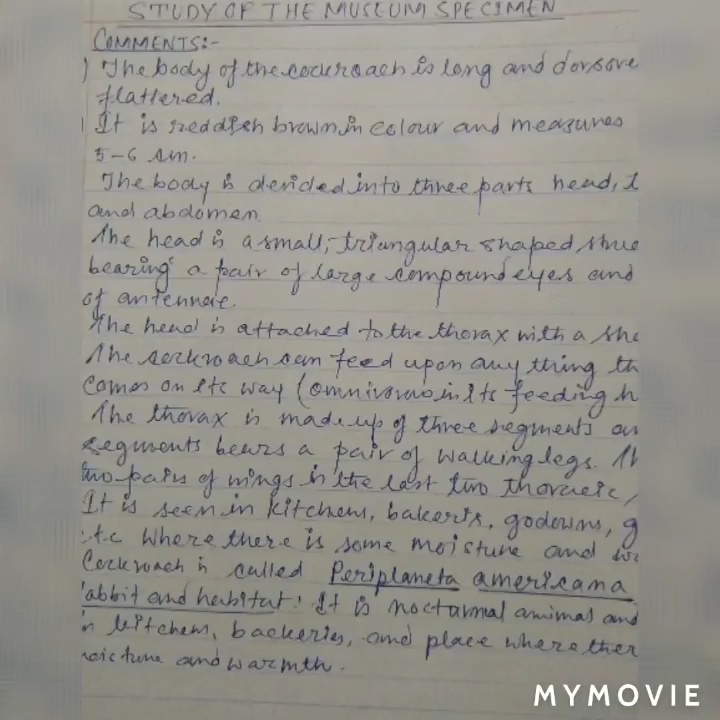 STUDY OF THE MUSEUM SPECIMEN
COMMENTS:-
) The body of the cockroach is long and dorsove
flattered.
It is reddish brown in colour and measures
5-6 cm.
The body is devided into three parts head, t
and abdomen
The head is a small, triangular shaped struc
bearing a pair of large compound eyes and
of antennae.
The head is attached to the thorax with a sho
The cockroach can feed upon any thing th
comes on its way (omnivorous in its feeding h
The thorax is made up of three segments an
segments bears a pair of walking legs. Th
two pairs of wings in the last two thoracic
It is seen in kitchens, bakeries, godowns, g
etc where there is some moisture and wa
Cockroach is called Periplaneta americana
abbit and habitat: It is nocturnal animal and
n kitchens, backeries, and place where ther
moisture and warmth.
MYMOVIE